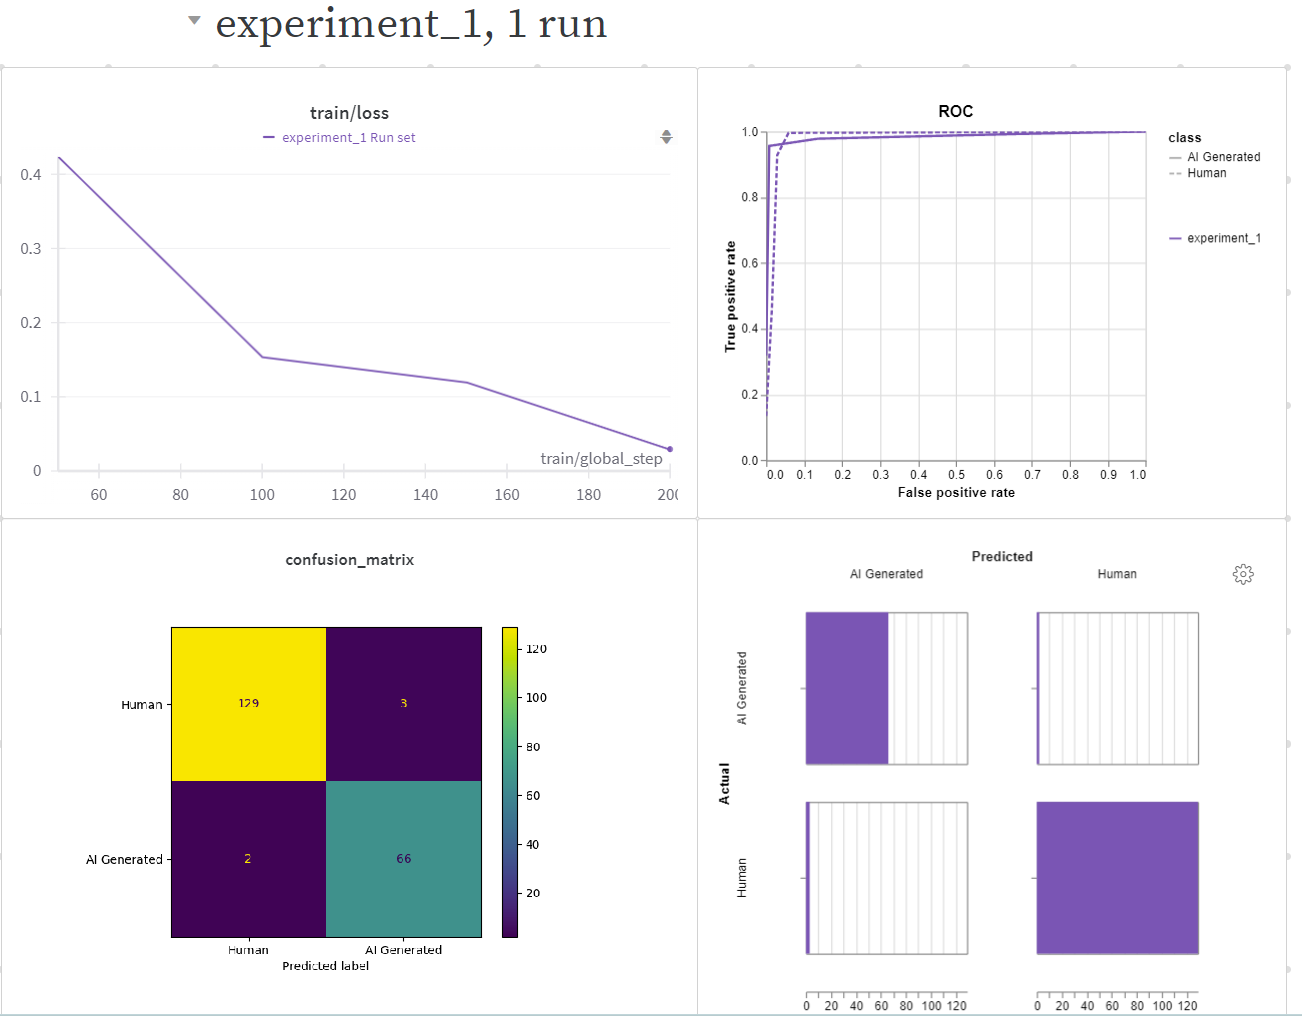 experiment_1, 1 run
train/loss
experiment_1 Run set
0.4
0.3
0.2
0.1
0
train/global_step
60 80 100 120 140 160 180 200
ROC
1.0
0.8
0.6
0.4
0.2
0.0
True positive rate
0.0 0.1 0.2 0.3 0.4 0.5 0.6 0.7 0.8 0.9 1.0
False positive rate
class
AI Generated
Human
experiment_1
confusion_matrix
Human 129 3
AI Generated 2 66
Human AI Generated
Predicted label
120
100
80
60
40
20
Predicted
AI Generated Human
Actual
AI Generated
Human
0 20 40 60 80 100 120 0 20 40 60 80 100 120